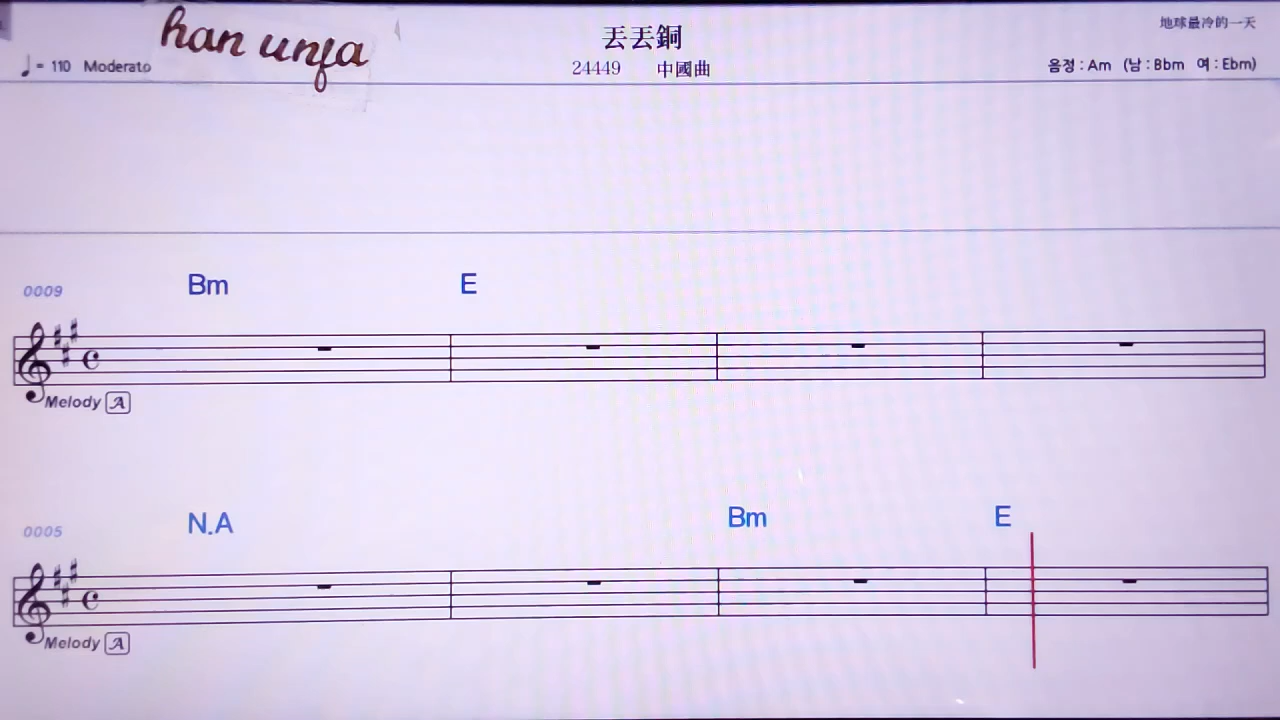 han unfa
丟丟銅
地球最冷的一天
♩ = 110 Moderato
24449 中國曲
음정 : Am (남 : Bbm 여 : Ebm)
0009 Bm E
Melody A
0005 N.A Bm E
Melody A